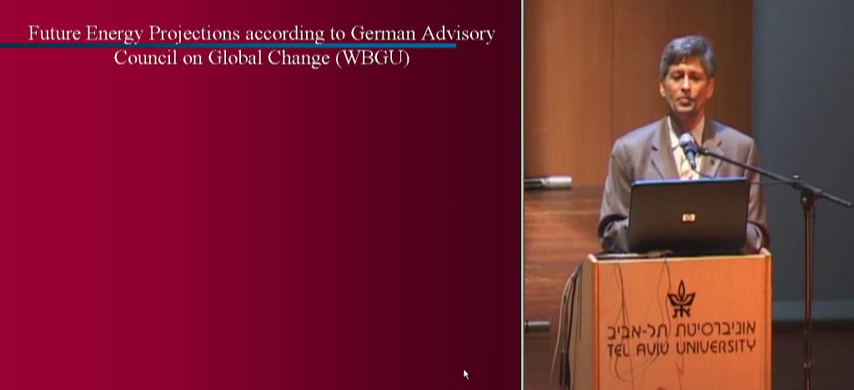 Future Energy Projections according to German Advisory
Council on Global Change (WBGU)
אוניברסיטת תל-אביב
TEL AVIV UNIVERSITY